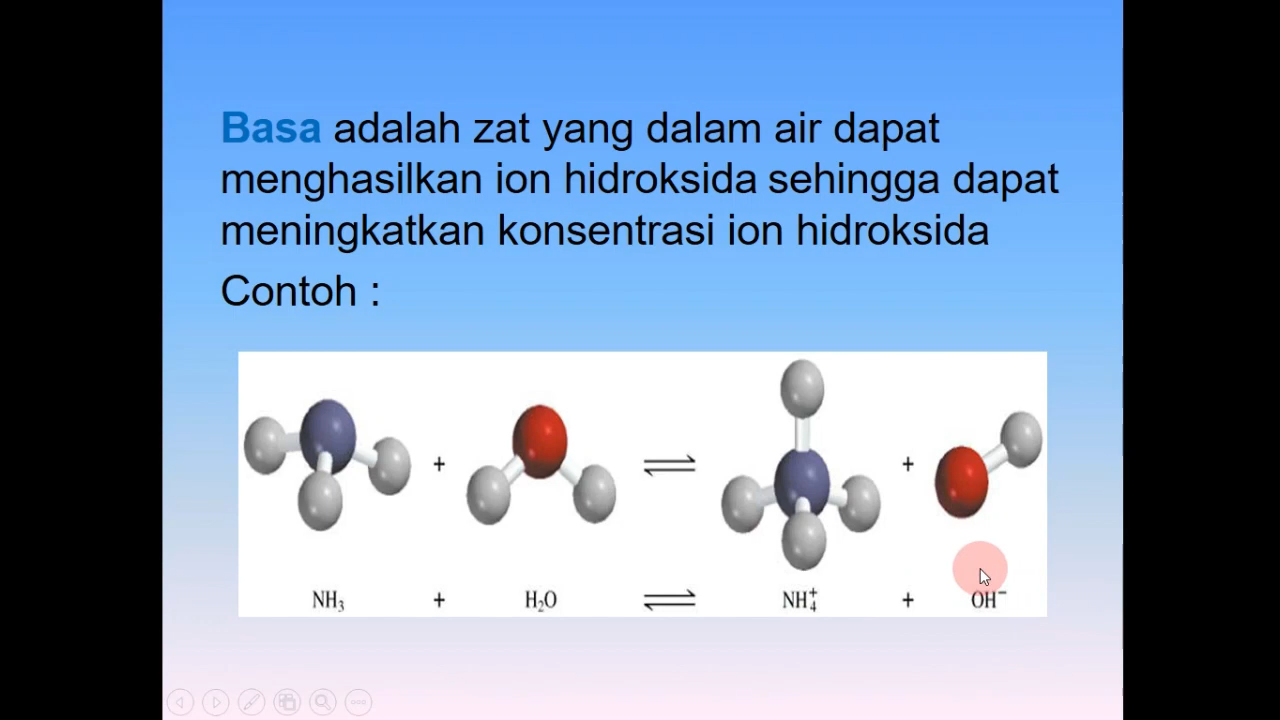 Basa adalah zat yang dalam air dapat
menghasilkan ion hidroksida sehingga dapat
meningkatkan konsentrasi ion hidroksida
Contoh :
+ ⇌ +
NH₃ + H₂O ⇌ NH₄⁺ + OH⁻